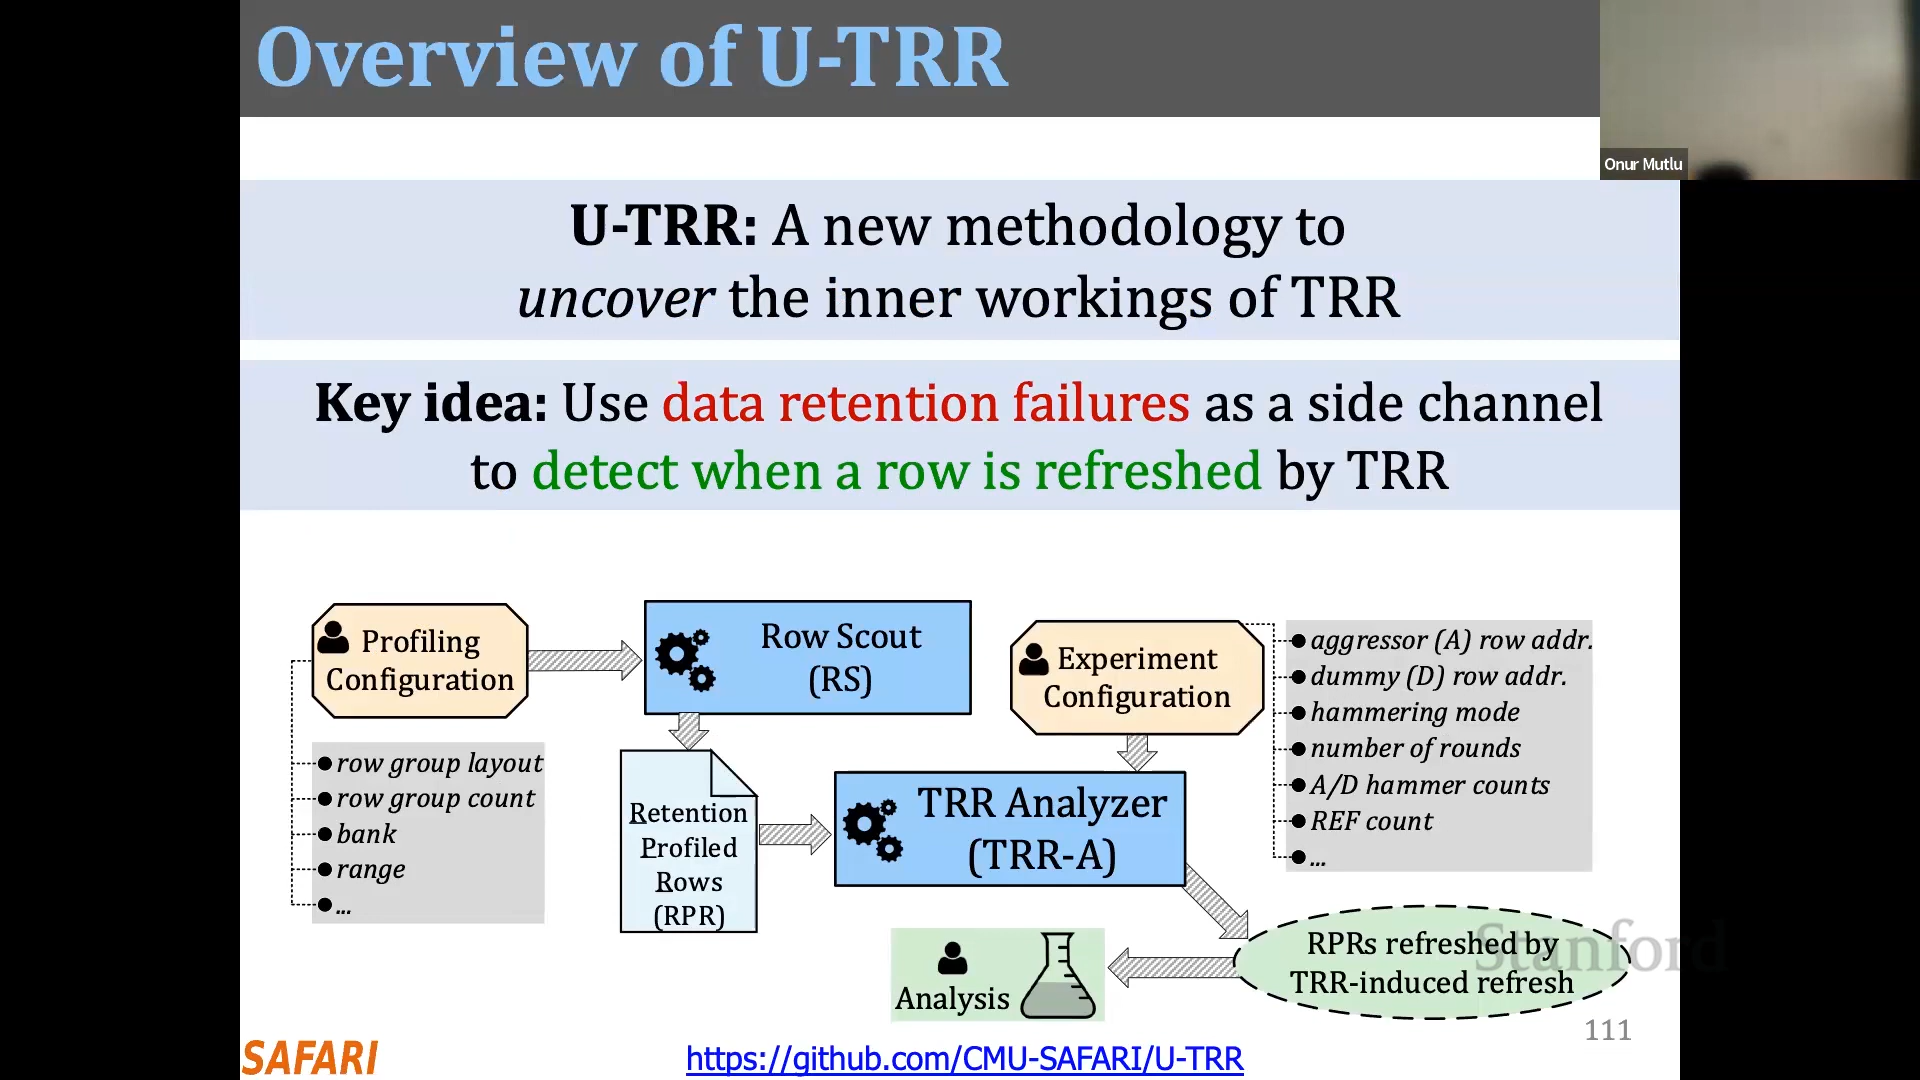 Overview of U-TRR
Onur Mutlu
U-TRR: A new methodology to
uncover the inner workings of TRR
Key idea: Use data retention failures as a side channel
to detect when a row is refreshed by TRR
Profiling
Configuration
row group layout
row group count
bank
range
...
Row Scout
(RS)
Retention
Profiled
Rows
(RPR)
Experiment
Configuration
aggressor (A) row addr.
dummy (D) row addr.
hammering mode
number of rounds
A/D hammer counts
REF count
...
TRR Analyzer
(TRR-A)
RPRs refreshed by
TRR-induced refresh
Stanford
Analysis
111
SAFARI
https://github.com/CMU-SAFARI/U-TRR